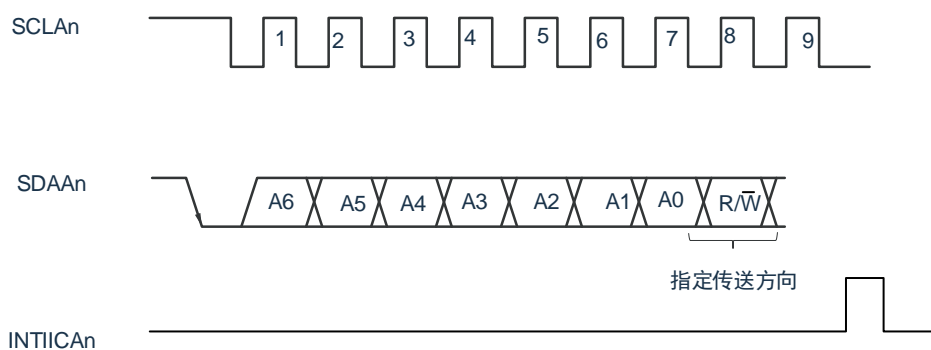 SCLAn
1 2 3 4 5 6 7 8 9
SDAAn
A6 A5 A4 A3 A2 A1 A0 R/W̅
指定传送方向
INTIICAn